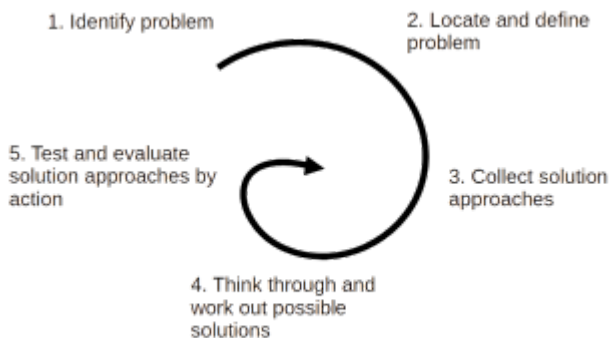 1. Identify problem
2. Locate and define
problem
3. Collect solution
approaches
4. Think through and
work out possible
solutions
5. Test and evaluate
solution approaches by
action